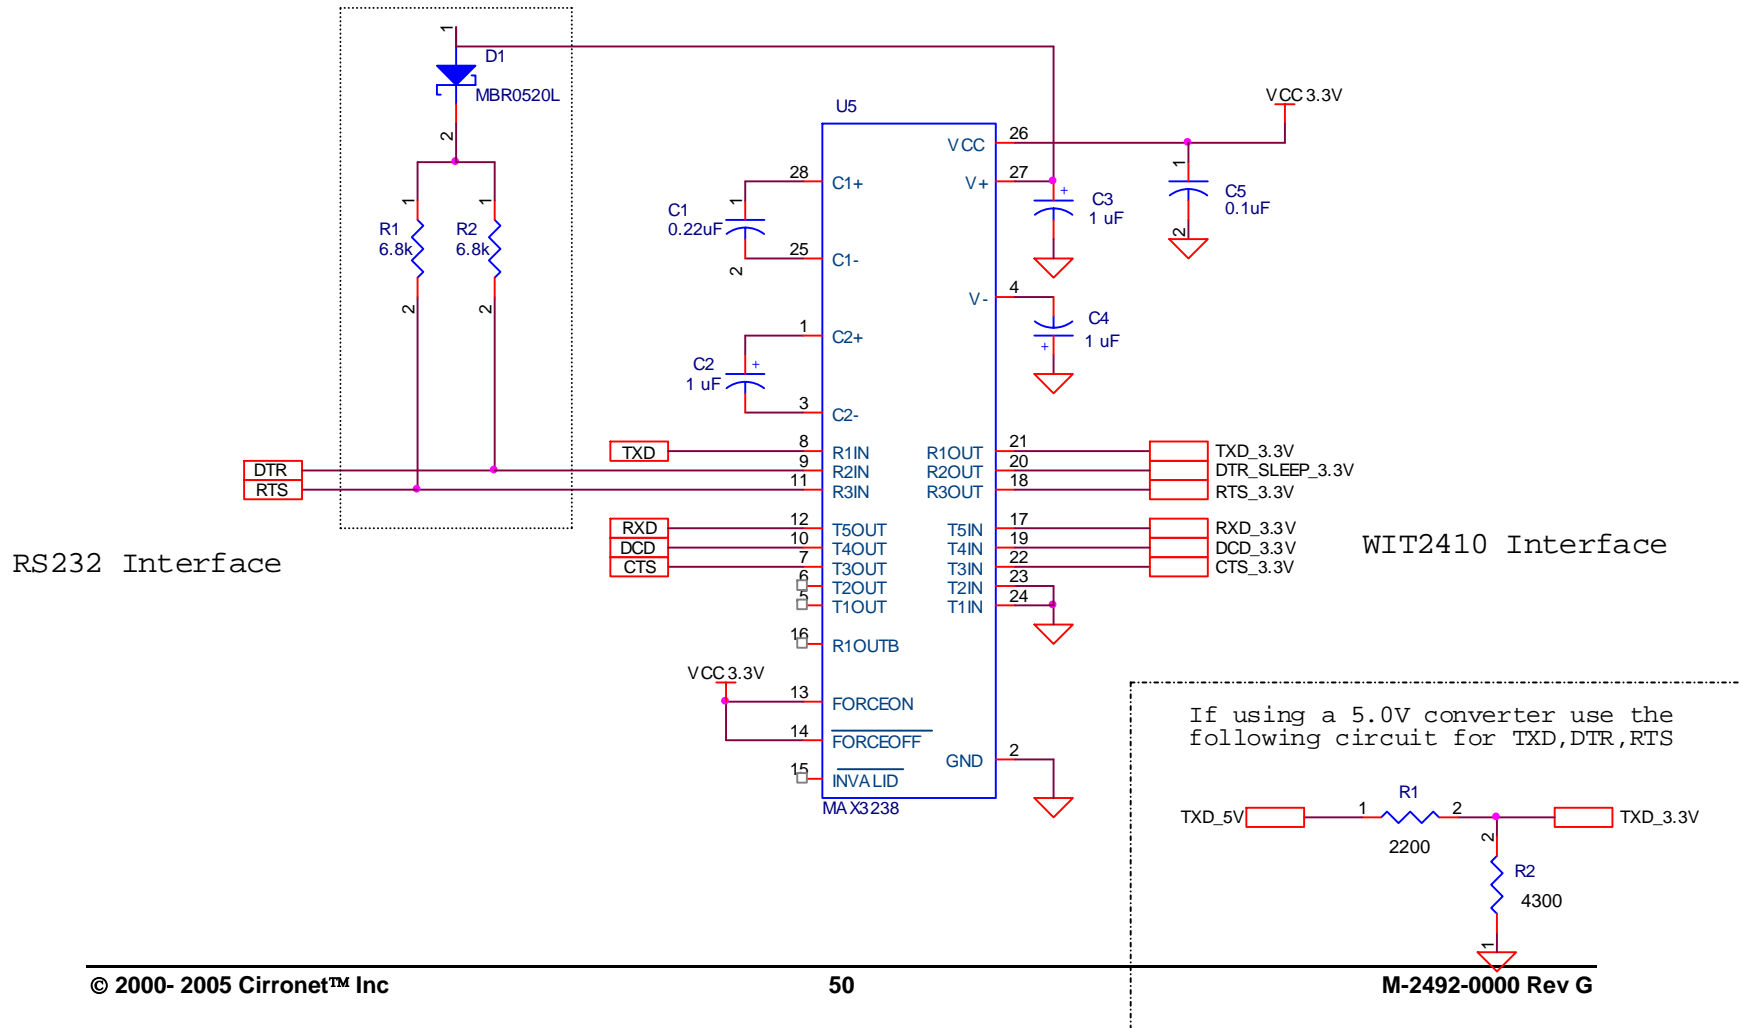 1
D1
MBR0520L
2
1
1
R1
6.8k
R2
6.8k
2
2
DTR
RTS
RS232 Interface
U5
MAX3238
28
C1+
1
C1
0.22uF
25
C1-
2
1
C2+
C2
+
1 uF
3
C2-
TXD
8
R1IN
9
R2IN
11
R3IN
RXD
12
T5OUT
DCD
10
T4OUT
CTS
7
T3OUT
6
T2OUT
5
T1OUT
16
R1OUTB
VCC3.3V
13
FORCEON
14
FORCEOFF
15
INVALID
VCC
26
VCC3.3V
V+
27
+
C3
1 uF
1
C5
0.1uF
2
V-
4
C4
1 uF
+
R1OUT
21
TXD_3.3V
R2OUT
20
DTR_SLEEP_3.3V
R3OUT
18
RTS_3.3V
T5IN
17
RXD_3.3V
T4IN
19
DCD_3.3V
T3IN
22
CTS_3.3V
T2IN
23
T1IN
24
GND
2
WIT2410 Interface
If using a 5.0V converter use the
following circuit for TXD,DTR,RTS
TXD_5V
1
R1
2
2200
TXD_3.3V
2
R2
4300
1
© 2000- 2005 Cirronet™ Inc
50
M-2492-0000 Rev G